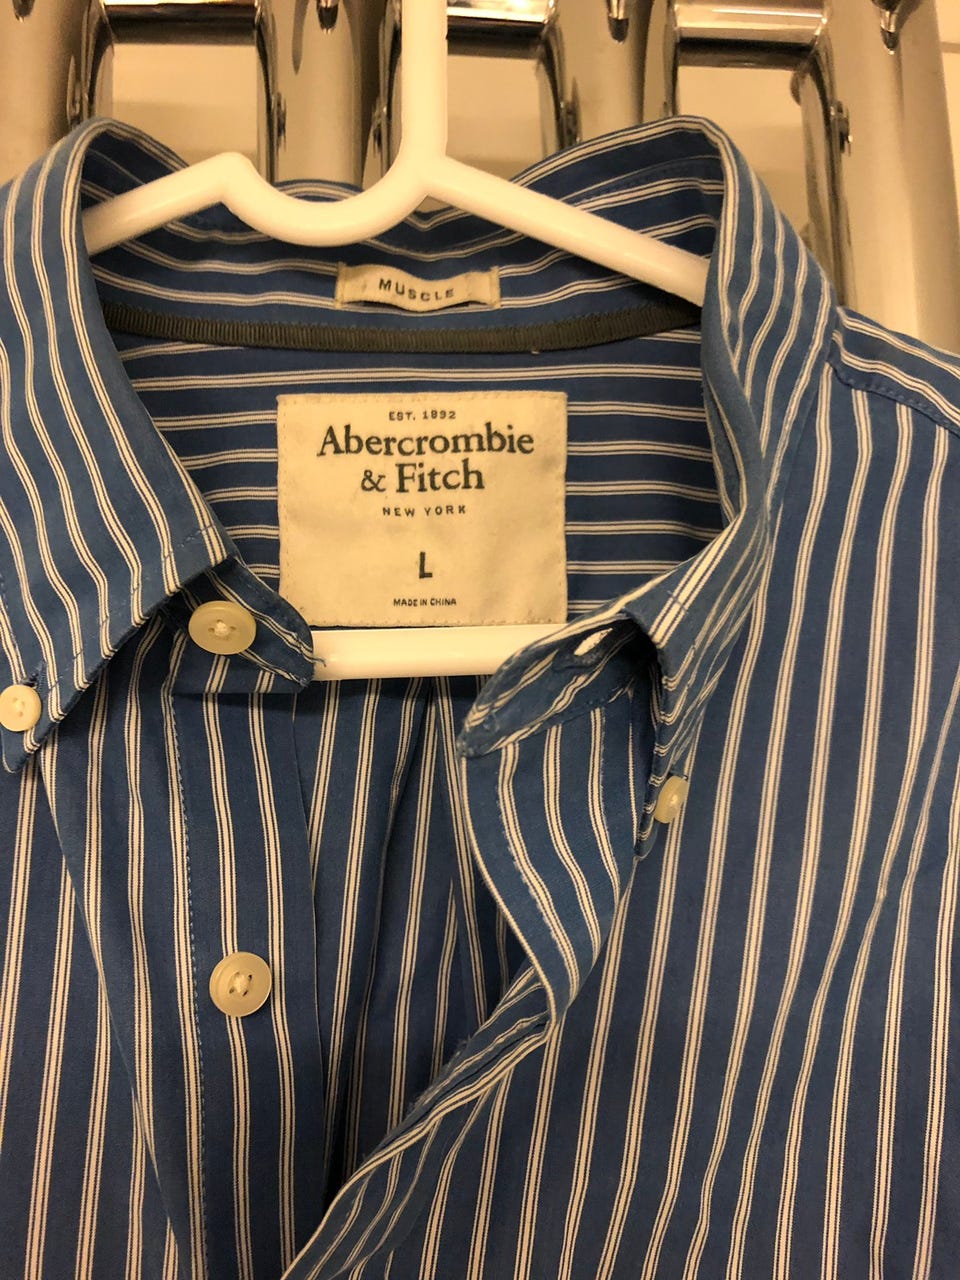 MUSCLE
EST. 1892
Abercrombie
& Fitch
NEW YORK
L
MADE IN CHINA